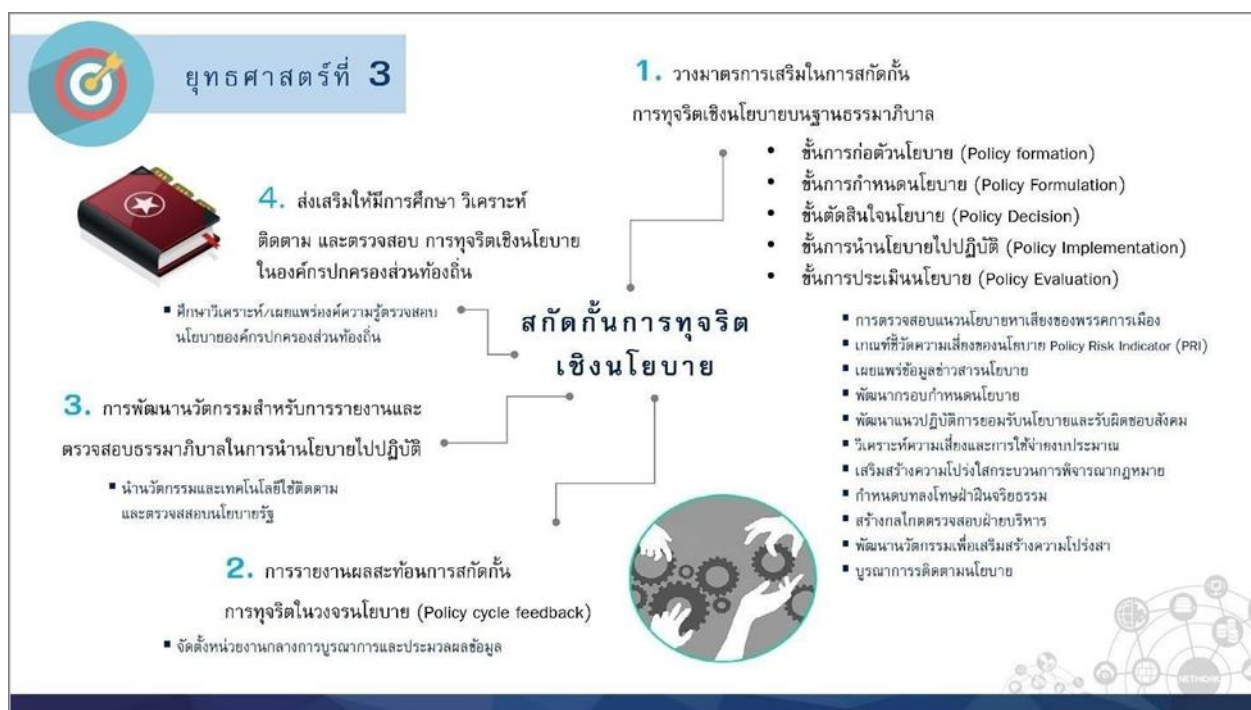 ยุทธศาสตร์ที่ 3
1. วางมาตรการเสริมในการสกัดกั้น
การทุจริตเชิงนโยบายบนฐานธรรมาภิบาล
• ขั้นการก่อตัวนโยบาย (Policy formation)
• ขั้นการกำหนดนโยบาย (Policy Formulation)
• ขั้นตัดสินใจนโยบาย (Policy Decision)
• ขั้นการนำนโยบายไปปฏิบัติ (Policy Implementation)
• ขั้นการประเมินนโยบาย (Policy Evaluation)
▪ การตรวจสอบแนวนโยบายหาเสียงของพรรคการเมือง
▪ เกณฑ์ชี้วัดความเสี่ยงของนโยบาย Policy Risk Indicator (PRI)
▪ เผยแพร่ข้อมูลข่าวสารนโยบาย
▪ พัฒนากรอบกำหนดนโยบาย
▪ พัฒนาแนวปฏิบัติการยอมรับนโยบายและรับผิดชอบสังคม
▪ วิเคราะห์ความเสี่ยงและการใช้จ่ายงบประมาณ
▪ เสริมสร้างความโปร่งใสกระบวนการพิจารณากฎหมาย
▪ กำหนดบทลงโทษฝ่าฝืนจริยธรรม
▪ สร้างกลไกตรวจสอบฝ่ายบริหาร
▪ พัฒนานวัตกรรมเพื่อเสริมสร้างความโปร่งสา
▪ บูรณาการรติดตามนโยบาย
สกัดกั้นการทุจริต
เชิงนโยบาย
4. ส่งเสริมให้มีการศึกษา วิเคราะห์
ติดตาม และตรวจสอบ การทุจริตเชิงนโยบาย
ในองค์กรปกครองส่วนท้องถิ่น
▪ ศึกษาวิเคราะห์/เผยแพร่องค์ความรู้ตรวจสอบ
นโยบายองค์กรปกครองส่วนท้องถิ่น
3. การพัฒนานวัตกรรมสำหรับการรายงานและ
ตรวจสอบธรรมาภิบาลในการนำนโยบายไปปฏิบัติ
▪ นำนวัตกรรมและเทคโนโลยีใช้ติดตาม
และตรวจสสอบนโยบายรัฐ
2. การรายงานผลสะท้อนการสกัดกั้น
การทุจริตในวงจรนโยบาย (Policy cycle feedback)
▪ จัดตั้งหน่วยงานกลางการบูรณาการและประมวลผลข้อมูล
NETWORK